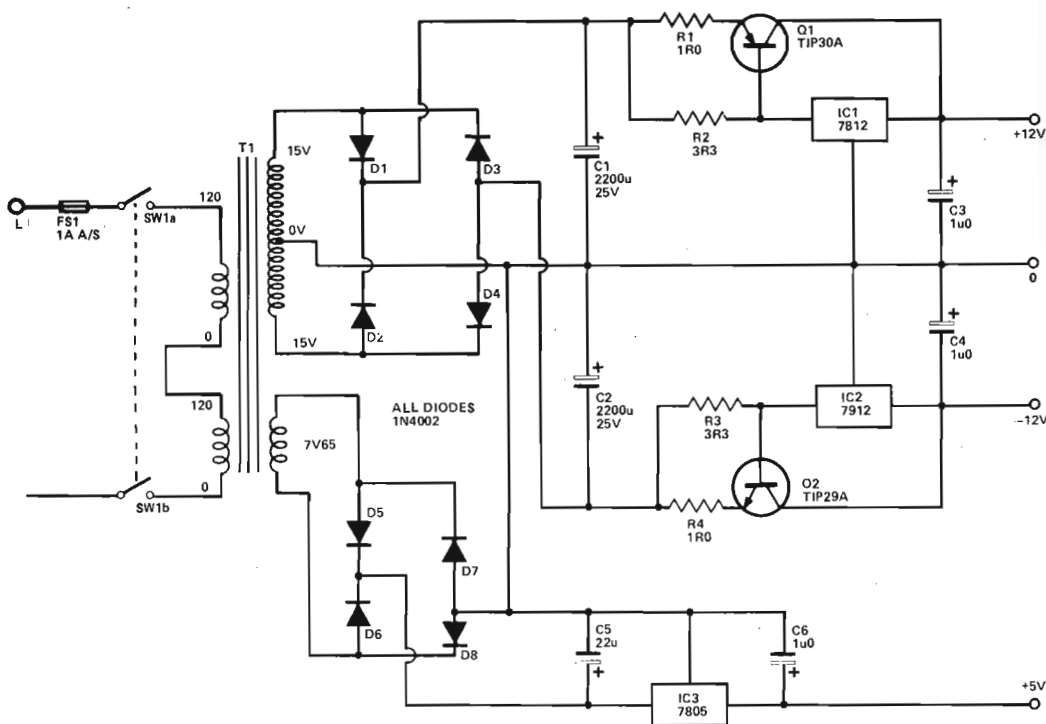 R1
1R0
Q1
TIP30A
R2
3R3
IC1
7812
+12V
15V
T1
D1
D3
C1
2200u
25V
120
L
FS1
1A A/S
SW1a
0V
C3
1u0
0
D4
D2
0
15V
C4
1u0
C2
2200u
25V
120
ALL DIODES
1N4002
7V65
R3
3R3
IC2
7912
-12V
0
SW1b
D5
R4
1R0
O2
TIP29A
D7
D6
D8
C5
22u
C6
1u0
IC3
7805
+5V